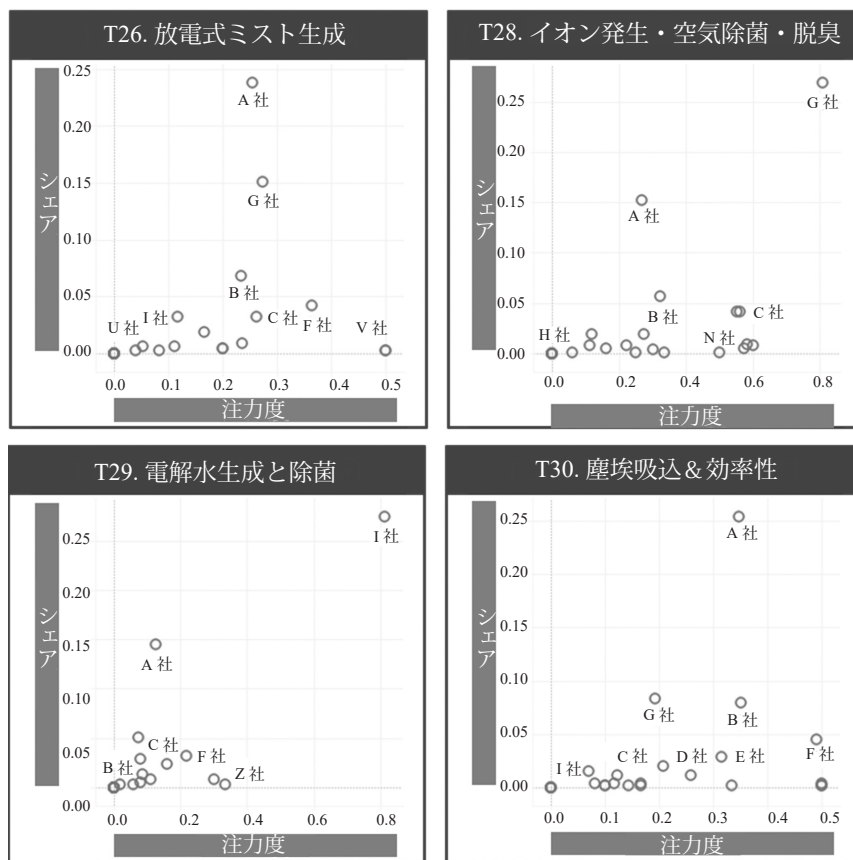 T26. 放電式ミスト生成
シェア
0.25
0.20
0.15
0.10
0.05
0.00
A 社
G 社
B 社
U 社
I 社
C 社
F 社
V 社
0.0 0.1 0.2 0.3 0.4 0.5
注力度
T28. イオン発生・空気除菌・脱臭
シェア
0.25
0.20
0.15
0.10
0.05
0.00
G 社
A 社
B 社
C 社
H 社
N 社
0.0 0.2 0.4 0.6 0.8
注力度
T29. 電解水生成と除菌
シェア
0.25
0.20
0.15
0.10
0.05
0.00
I 社
A 社
C 社
B 社
F 社
Z 社
0.0 0.2 0.4 0.6 0.8
注力度
T30. 塵埃吸込&効率性
シェア
0.25
0.20
0.15
0.10
0.05
0.00
A 社
G 社
B 社
I 社
C 社
D 社
E 社
F 社
0.0 0.1 0.2 0.3 0.4 0.5
注力度